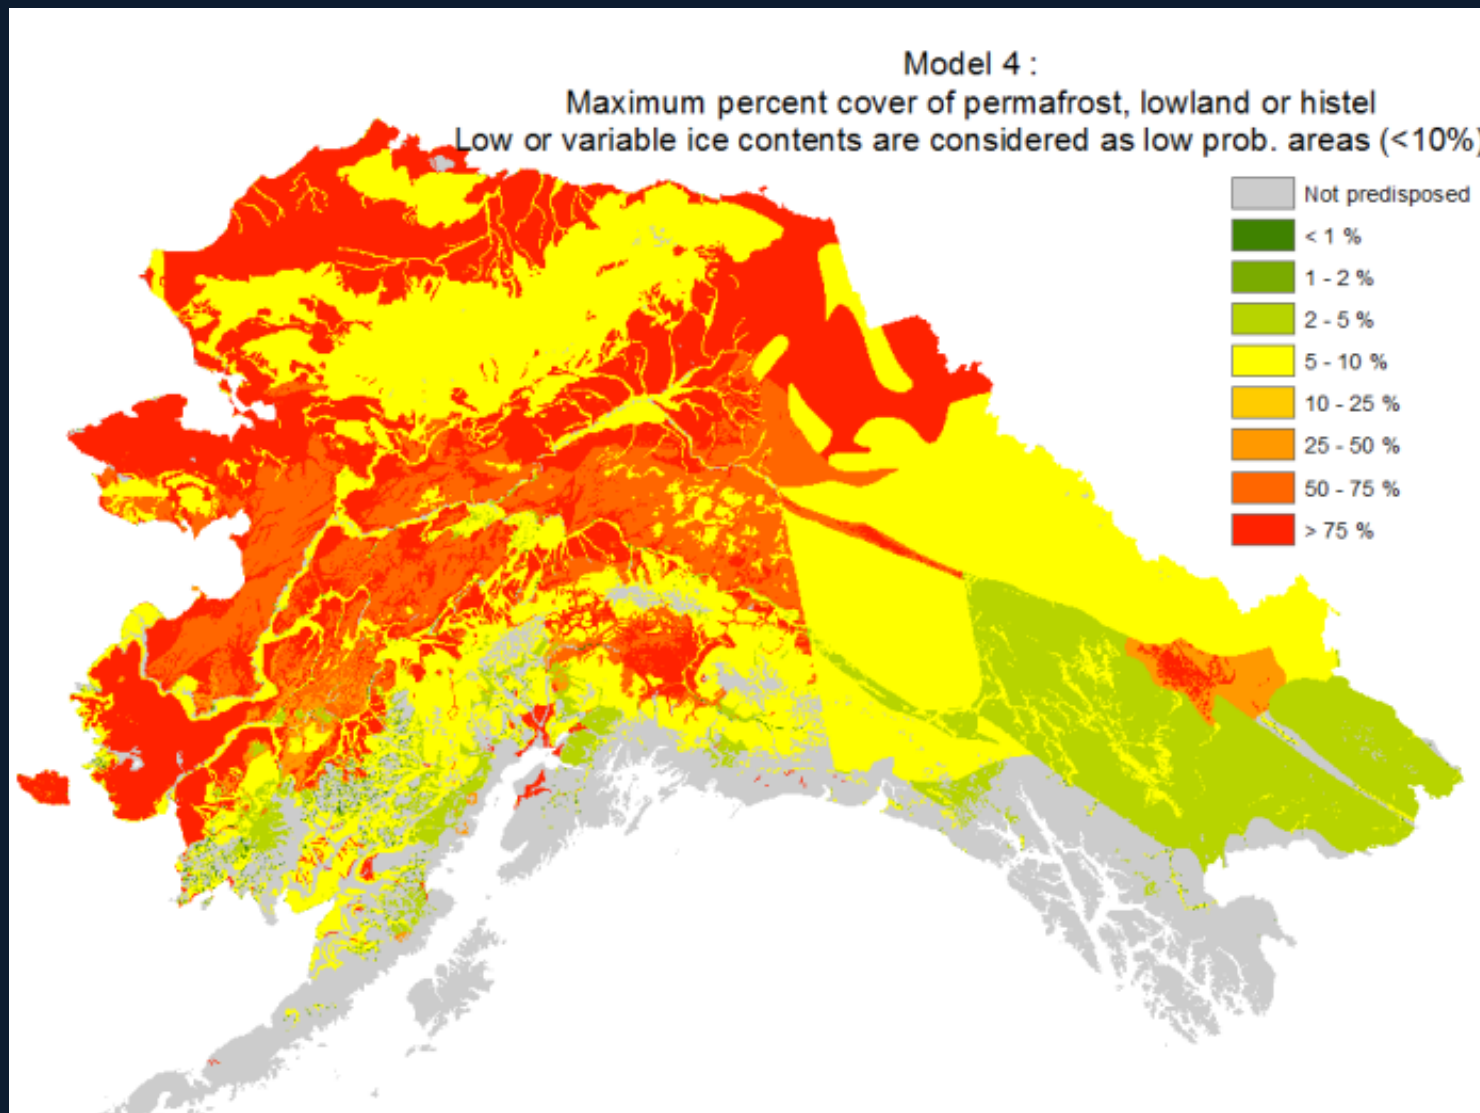 Model 4 :
Maximum percent cover of permafrost, lowland or histel
Low or variable ice contents are considered as low prob. areas (<10%)
Not predisposed
< 1 %
1 - 2 %
2 - 5 %
5 - 10 %
10 - 25 %
25 - 50 %
50 - 75 %
> 75 %